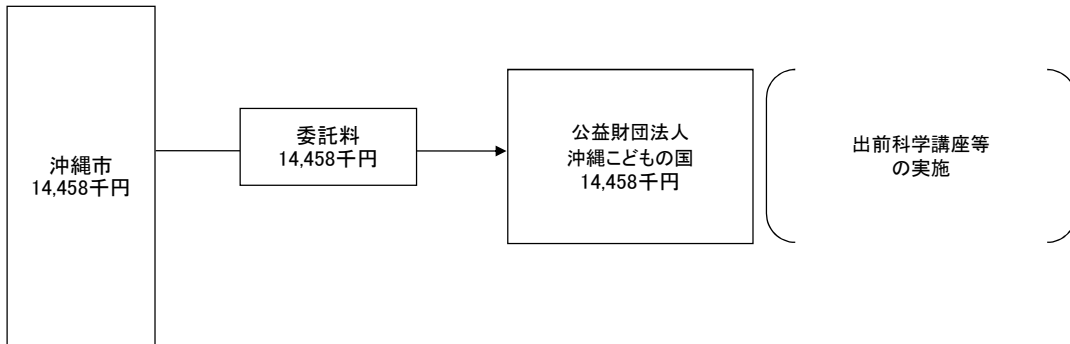 沖縄市
14,458千円
委託料
14,458千円
公益財団法人
沖縄こどもの国
14,458千円
出前科学講座等
の実施